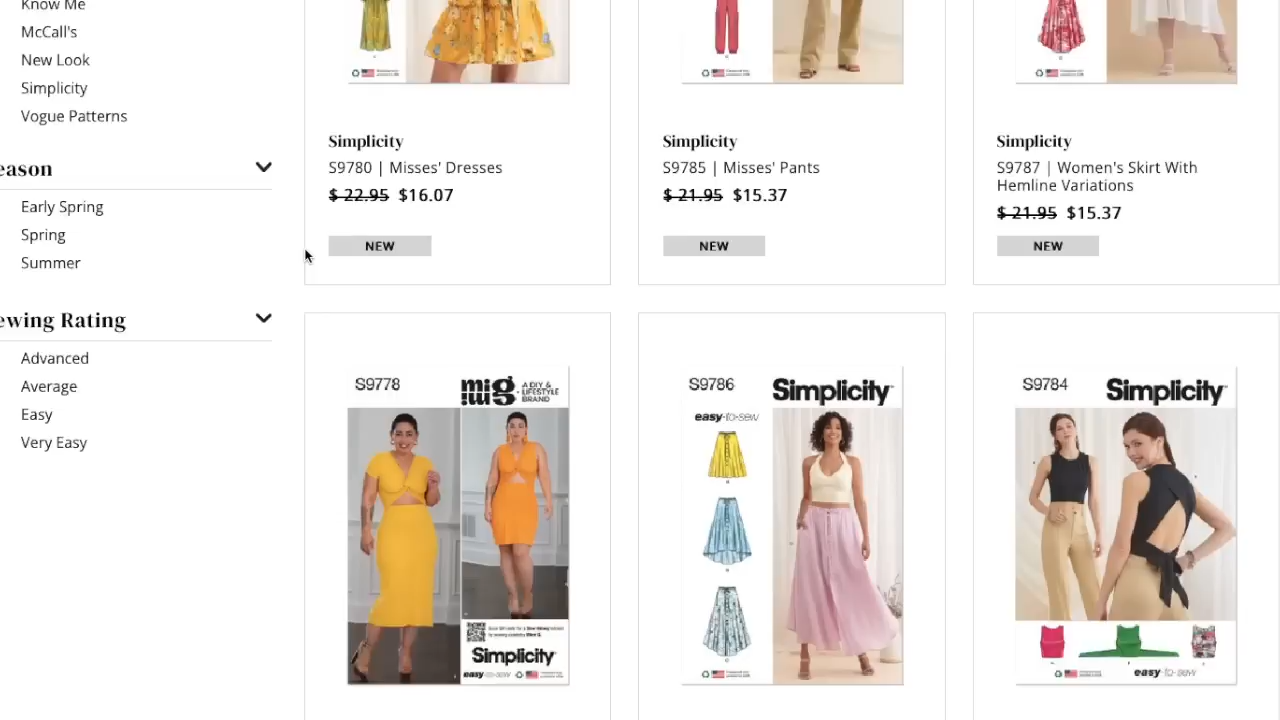 Know Me
McCall's
New Look
Simplicity
Vogue Patterns
eason
Early Spring
Spring
Summer
ewing Rating
Advanced
Average
Easy
Very Easy
Simplicity
S9780 | Misses' Dresses
$ 22.95 $16.07
NEW
Simplicity
S9785 | Misses' Pants
$ 21.95 $15.37
NEW
Simplicity
S9787 | Women's Skirt With
Hemline Variations
$ 21.95 $15.37
NEW
S9778
mimi g
A DIY &
LIFESTYLE
BRAND
Simplicity
easy-to-sew
S9786
Simplicity
easy-to-sew
S9784
Simplicity
easy-to-sew